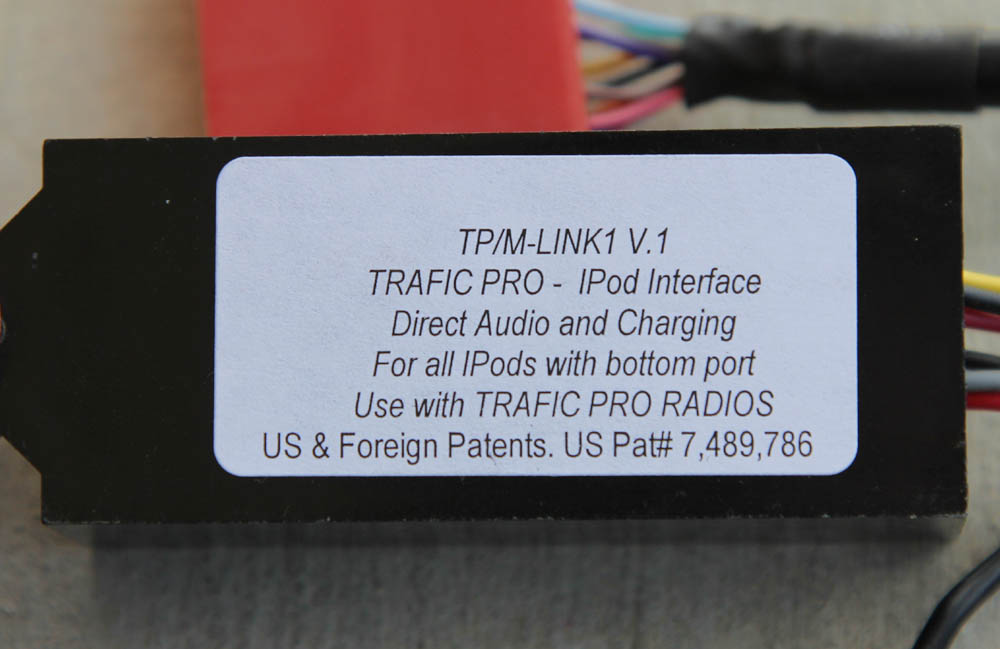 TP/M-LINK1 V.1
TRAFIC PRO - IPod Interface
Direct Audio and Charging
For all IPods with bottom port
Use with TRAFIC PRO RADIOS
US & Foreign Patents. US Pat# 7,489,786